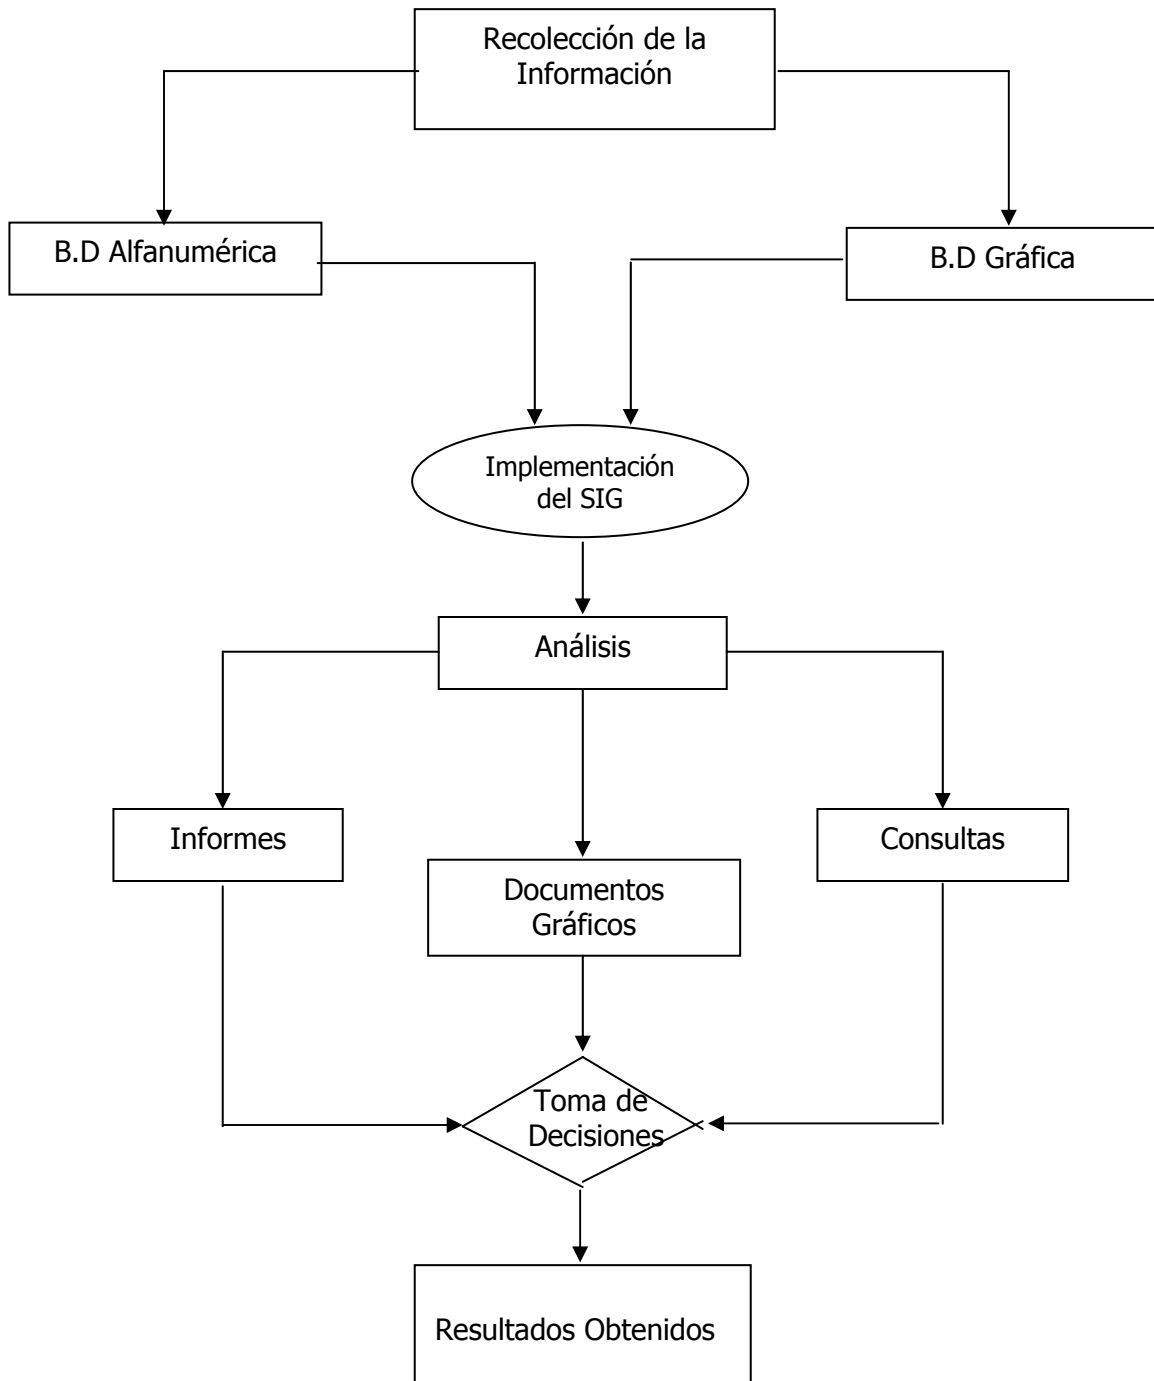 Recolección de la
Información
B.D Alfanumérica
B.D Gráfica
Implementación
del SIG
Análisis
Informes
Consultas
Documentos
Gráficos
Toma de
Decisiones
Resultados Obtenidos